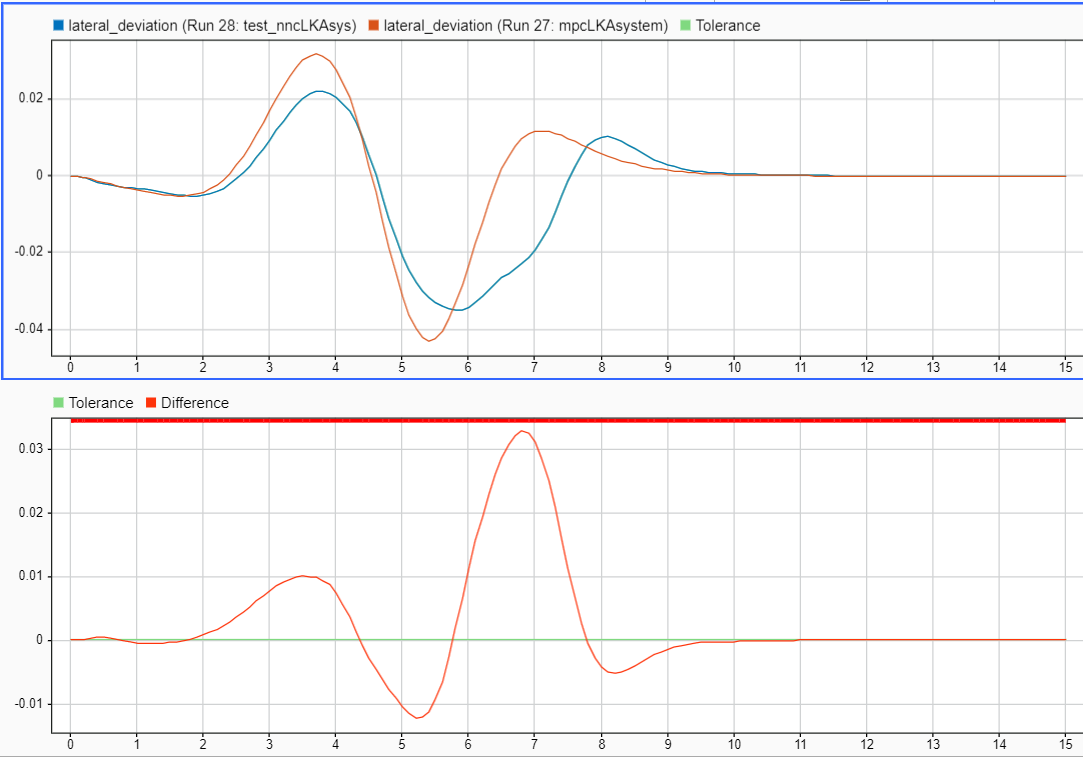 lateral_deviation (Run 28: test_nncLKAsys) lateral_deviation (Run 27: mpcLKAsystem) Tolerance
0.02
0
-0.02
-0.04
0 1 2 3 4 5 6 7 8 9 10 11 12 13 14 15
Tolerance Difference
0.03
0.02
0.01
0
-0.01
0 1 2 3 4 5 6 7 8 9 10 11 12 13 14 15